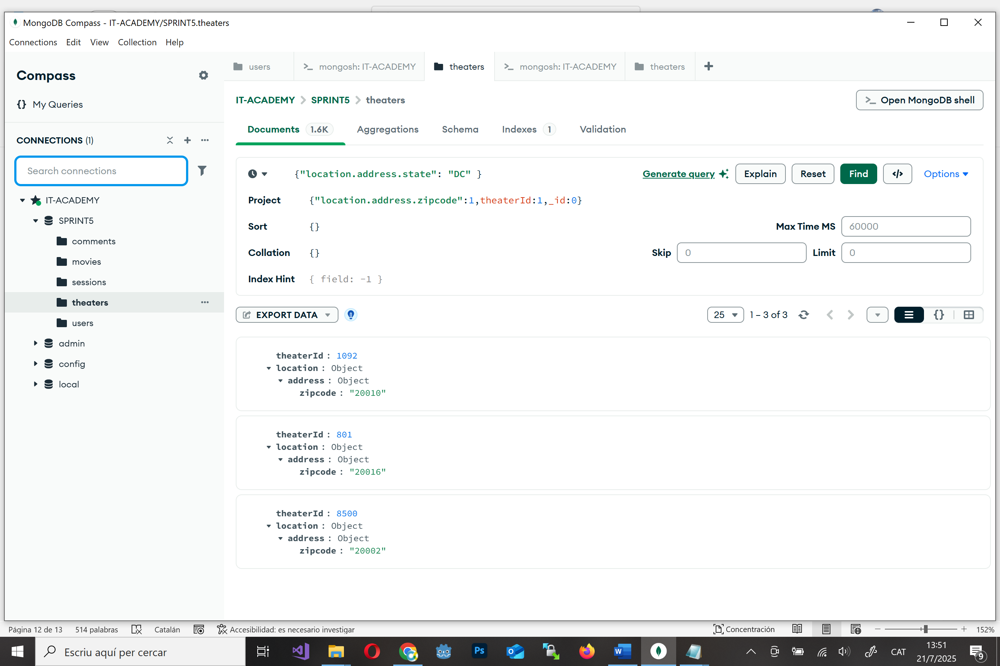 MongoDB Compass - IT-ACADEMY/SPRINT5.theaters
Connections Edit View Collection Help
Compass
My Queries
CONNECTIONS (1)
Search connections
IT-ACADEMY
SPRINT5
comments
movies
sessions
theaters
users
admin
config
local
users
mongosh: IT-ACADEMY
theaters
mongosh: IT-ACADEMY
theaters
IT-ACADEMY SPRINT5 theaters
Open MongoDB shell
Documents 1.6K Aggregations Schema Indexes 1 Validation
{"location.address.state": "DC" }
Generate query Explain Reset Find </> Options
Project {"location.address.zipcode":1,theaterId:1,_id:0}
Sort {}
Max Time MS 60000
Collation {}
Skip 0 Limit 0
Index Hint { field: -1 }
EXPORT DATA
25 1 – 3 of 3 {}
theaterId : 1092
location : Object
address : Object
zipcode : "20010"
theaterId : 801
location : Object
address : Object
zipcode : "20016"
theaterId : 8500
location : Object
address : Object
zipcode : "20002"
Página 12 de 13 514 palabras Catalán Accesibilidad: es necesario investigar Concentración 152%
Escriu aquí per cercar
Ps
CAT
13:51
21/7/2025
9